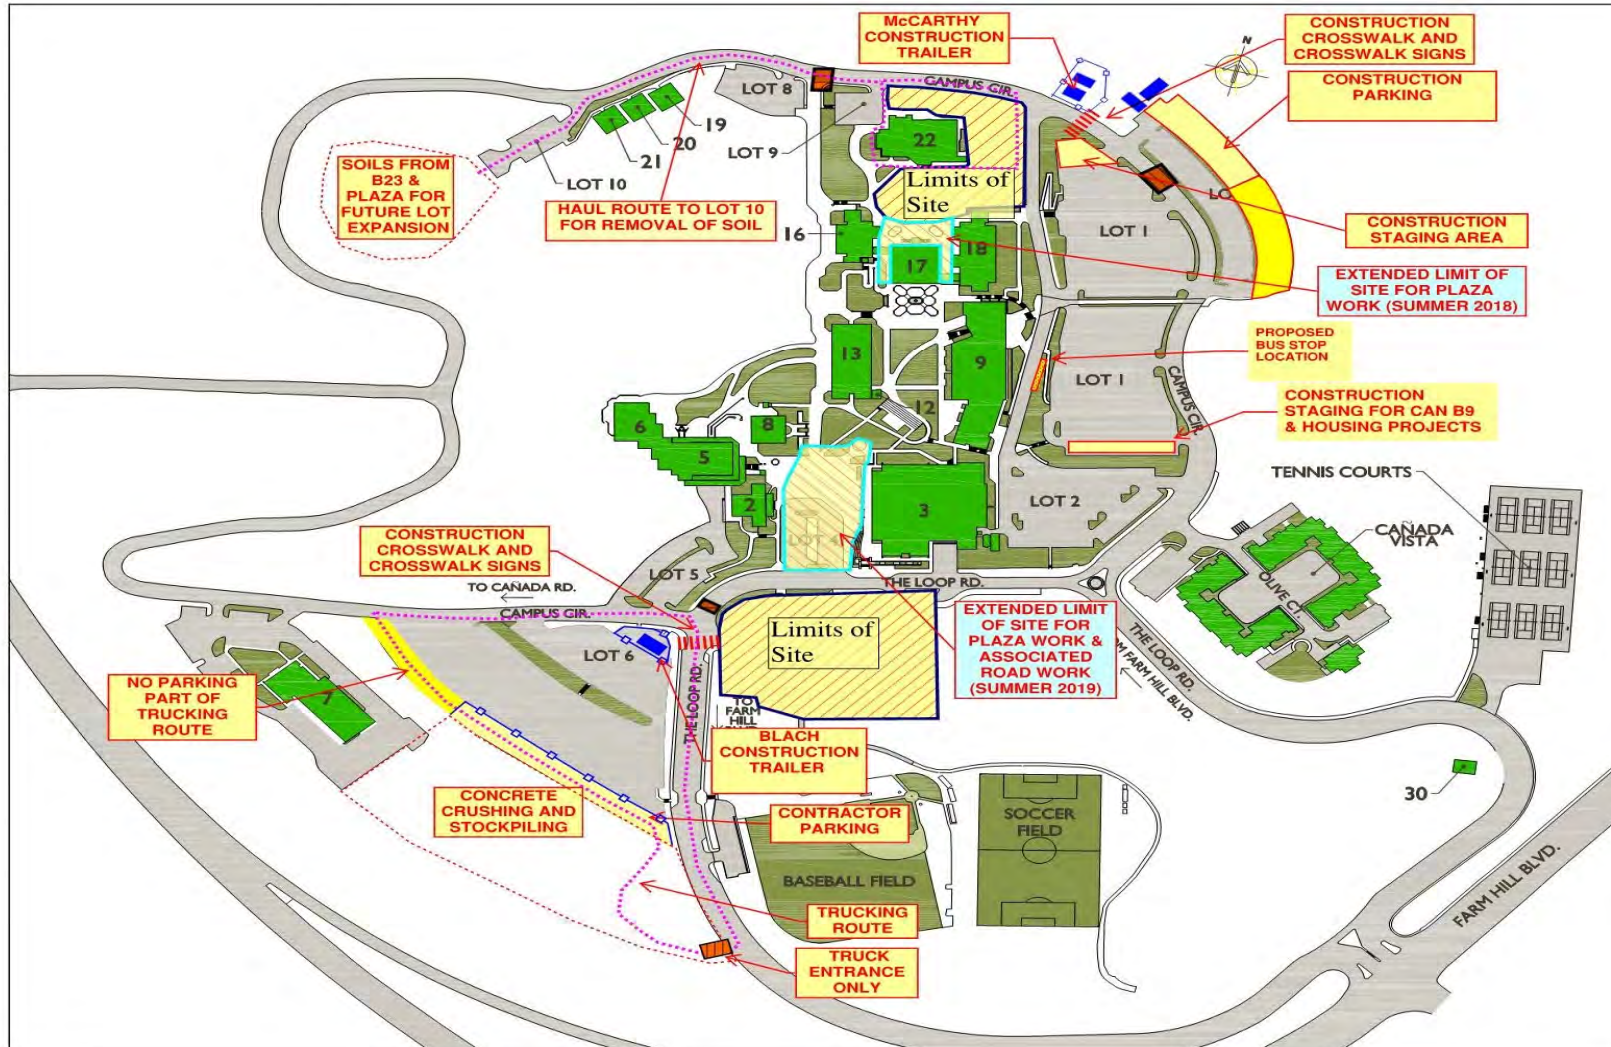 McCARTHY
CONSTRUCTION
TRAILER
CONSTRUCTION
CROSSWALK AND
CROSSWALK SIGNS
N
CONSTRUCTION
PARKING
CAMPUS CIR.
LOT 8
19
20
21
LOT 9
22
LOT 10
SOILS FROM
B23 &
PLAZA FOR
FUTURE LOT
EXPANSION
HAUL ROUTE TO LOT 10
FOR REMOVAL OF SOIL
Limits of
Site
16
17
18
LOT 1
CONSTRUCTION
STAGING AREA
EXTENDED LIMIT OF
SITE FOR PLAZA
WORK (SUMMER 2018)
PROPOSED
BUS STOP
LOCATION
13
9
LOT 1
CAMPUS CIR.
12
CONSTRUCTION
STAGING FOR CAN B9
& HOUSING PROJECTS
6
8
5
2
3
LOT 4
LOT 2
TENNIS COURTS
CAÑADA
VISTA
OLIVE CT.
CONSTRUCTION
CROSSWALK AND
CROSSWALK SIGNS
LOT 5
TO CAÑADA RD.
CAMPUS CIR.
THE LOOP RD.
LOT 6
Limits of
Site
EXTENDED LIMIT
OF SITE FOR
PLAZA WORK &
ASSOCIATED
ROAD WORK
(SUMMER 2019)
THE LOOP RD.
FARM HILL BLVD.
NO PARKING
PART OF
TRUCKING
ROUTE
1
THE LOOP RD.
TO
FARM
HILL
BLACH
CONSTRUCTION
TRAILER
CONCRETE
CRUSHING AND
STOCKPILING
CONTRACTOR
PARKING
SOCCER
FIELD
30
BASEBALL FIELD
TRUCKING
ROUTE
TRUCK
ENTRANCE
ONLY
FARM HILL BLVD.